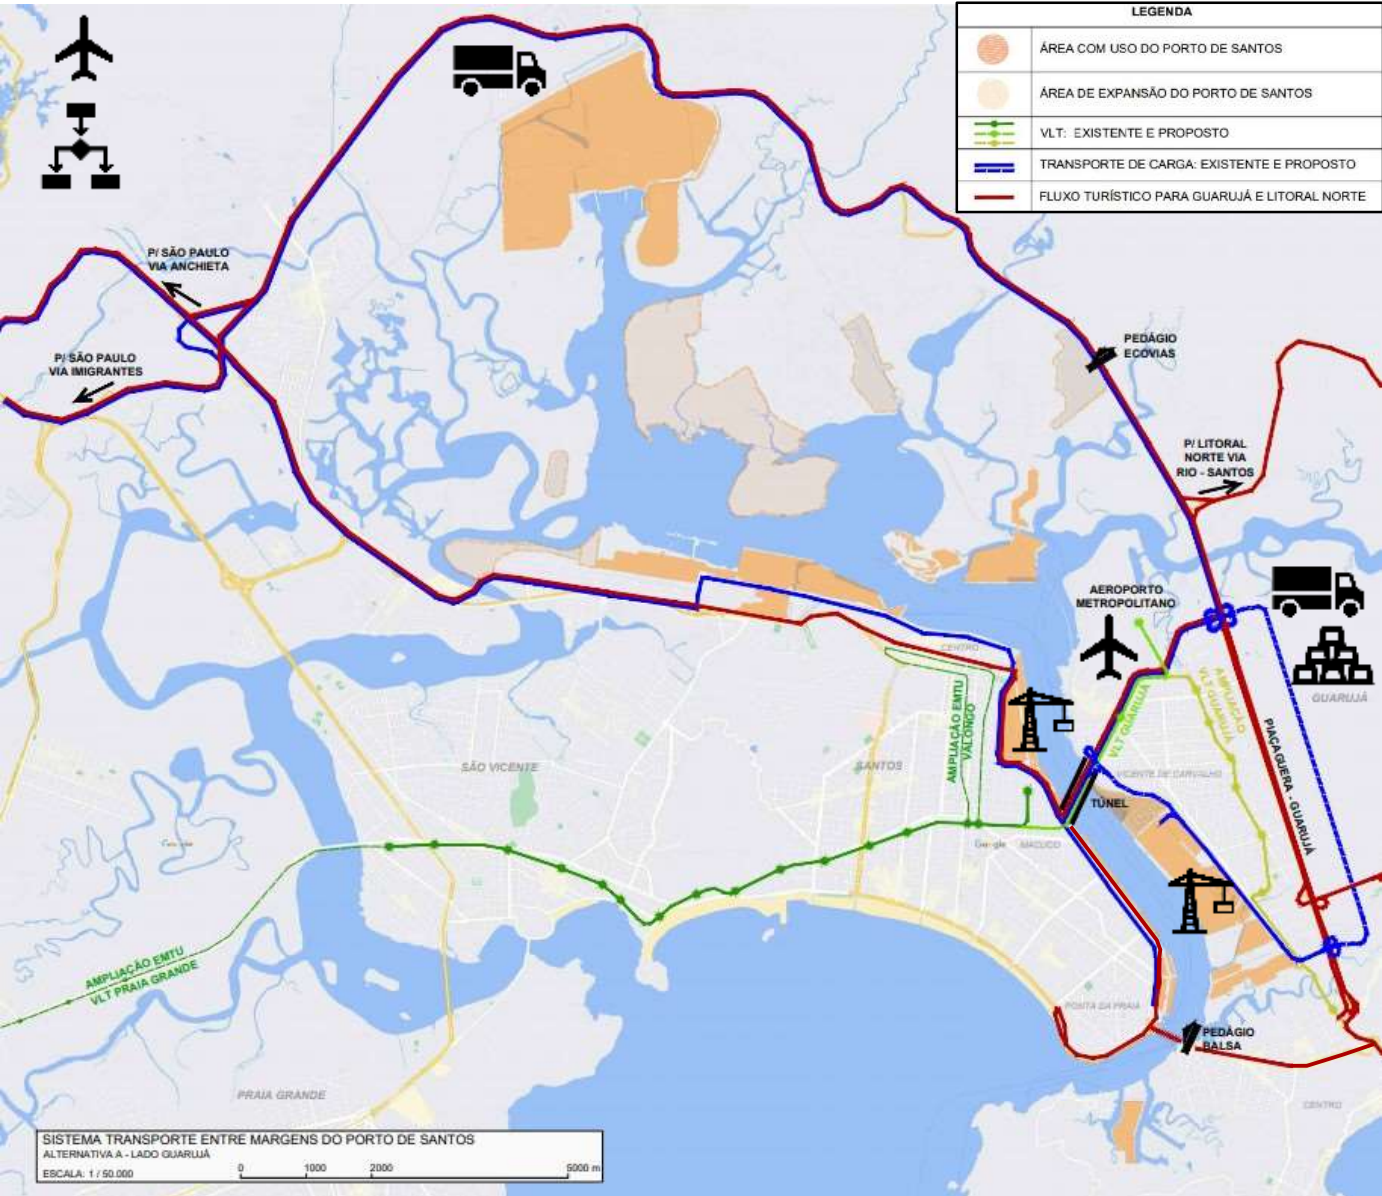 LEGENDA
ÁREA COM USO DO PORTO DE SANTOS
ÁREA DE EXPANSÃO DO PORTO DE SANTOS
VLT: EXISTENTE E PROPOSTO
TRANSPORTE DE CARGA: EXISTENTE E PROPOSTO
FLUXO TURÍSTICO PARA GUARUJÁ E LITORAL NORTE
P/ SÃO PAULO
VIA ANCHIETA
P/ SÃO PAULO
VIA IMIGRANTES
PEDÁGIO
ECOVIAS
P/ LITORAL
NORTE VIA
RIO - SANTOS
AEROPORTO
METROPOLITANO
CENTRO
GUARUJÁ
AMPLIAÇÃO
VLT GUARUJÁ
VLT GUARUJÁ
PIAÇAGUERA - GUARUJÁ
AMPLIAÇÃO EMTU
VALONGO
SÃO VICENTE
SANTOS
VICENTE DE CARVALHO
TÚNEL
Google
Google
MACUCO
AMPLIAÇÃO EMTU
VLT PRAIA GRANDE
PONTA DA PRAIA
PEDÁGIO
BALSA
PRAIA GRANDE
CENTRO
SISTEMA TRANSPORTE ENTRE MARGENS DO PORTO DE SANTOS
ALTERNATIVA A - LADO GUARUJÁ
ESCALA: 1 / 50.000
0 1000 2000 5000 m